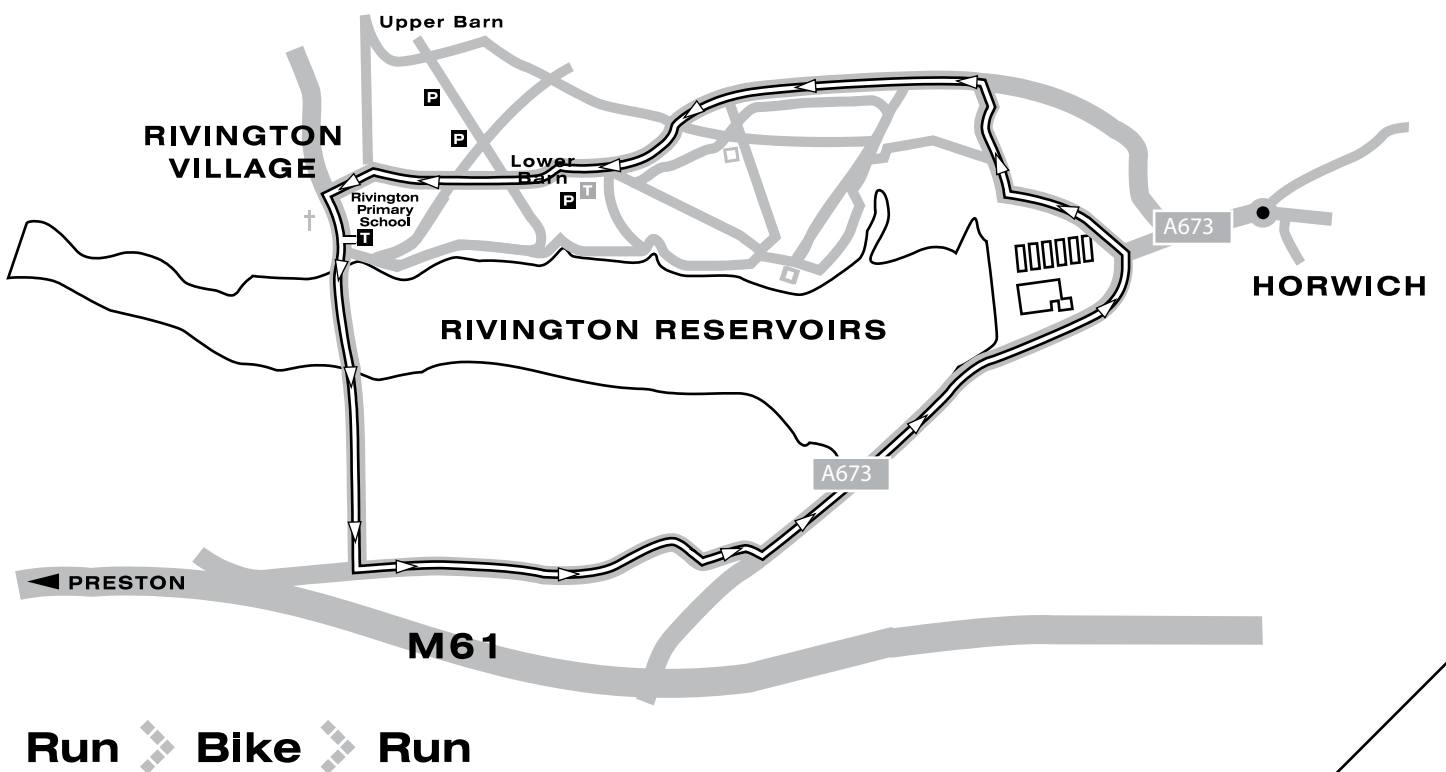 Upper Barn
P
RIVINGTON
VILLAGE
P
Lower
Barn
T
P
Rivington
Primary
School
T
A673
HORWICH
RIVINGTON RESERVOIRS
A673
PRESTON
M61
Run Bike Run